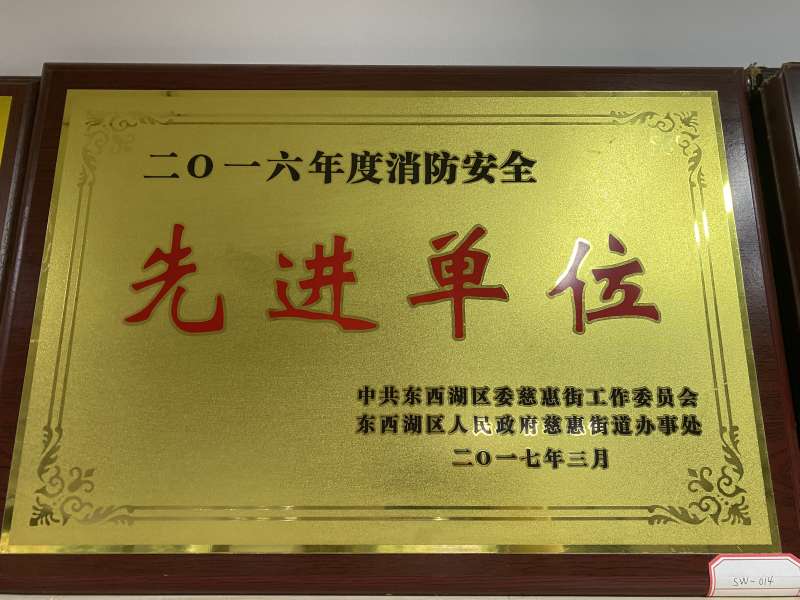 二〇一六年度消防安全
先进单位
中共东西湖区委慈惠街工作委员会
东西湖区人民政府慈惠街道办事处
二〇一七年三月
SW-014